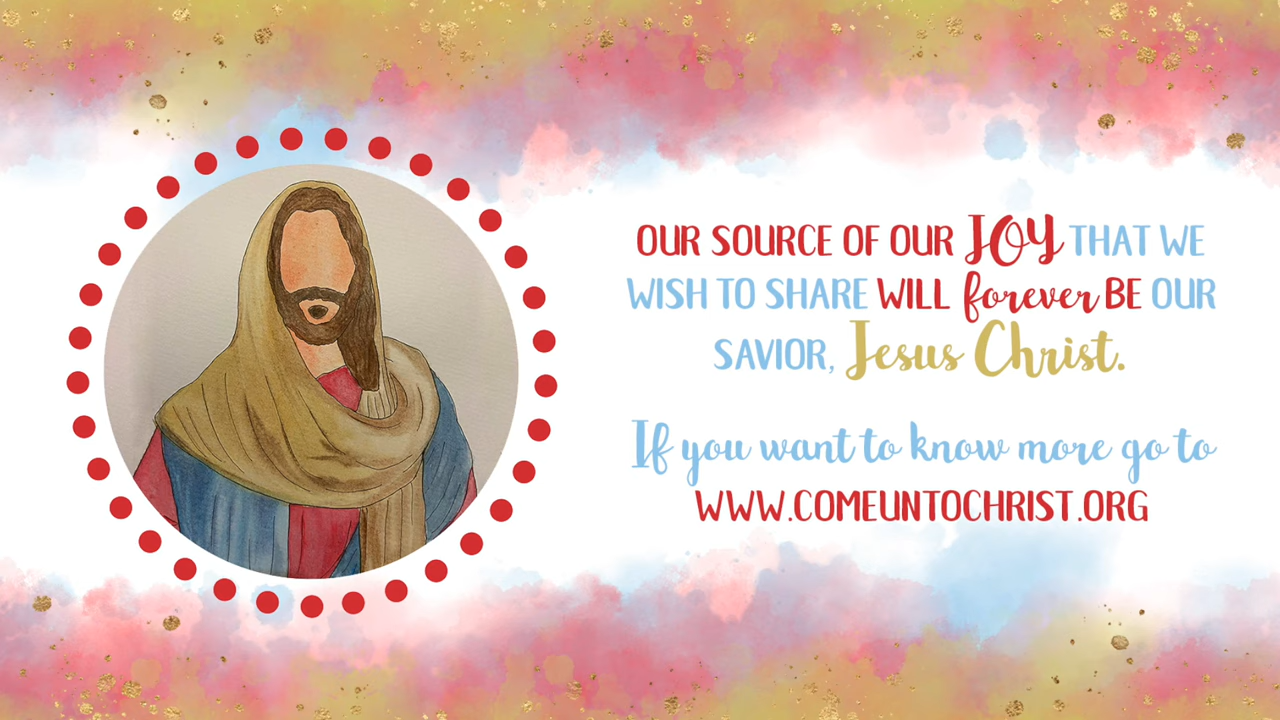 OUR SOURCE OF OUR JOY THAT WE
WISH TO SHARE WILL forever BE OUR
SAVIOR, Jesus Christ.
If you want to know more go to
WWW.COMEUNTOCHRIST.ORG